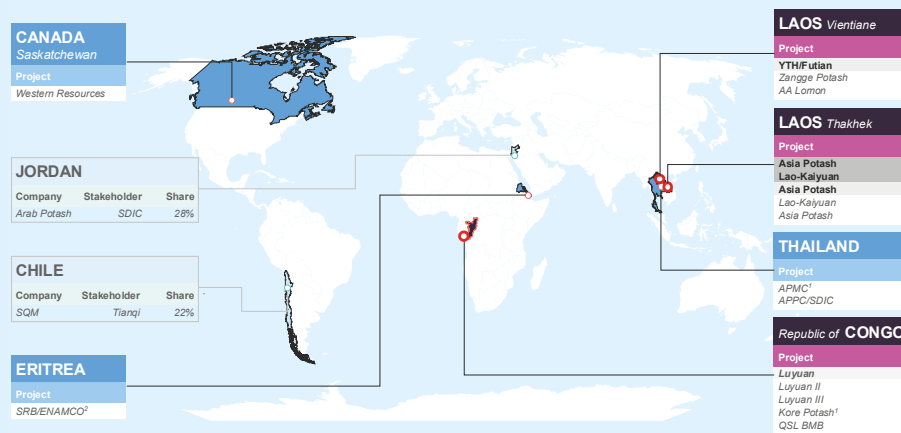 CANADA
Saskatchewan
Project
Western Resources
JORDAN
Company Stakeholder Share
Arab Potash SDIC 28%
CHILE
Company Stakeholder Share
SQM Tianqi 22%
ERITREA
Project
SRB/ENAMCO²
LAOS Vientiane
Project
YTH/Futian
Zangge Potash
AA Lomon
LAOS Thakhek
Project
Asia Potash
Lao-Kaiyuan
Asia Potash
Lao-Kaiyuan
Asia Potash
THAILAND
Project
APMC¹
APPC/SDIC
Republic of CONGO
Project
Luyuan
Luyuan II
Luyuan III
Kore Potash¹
QSL BMB